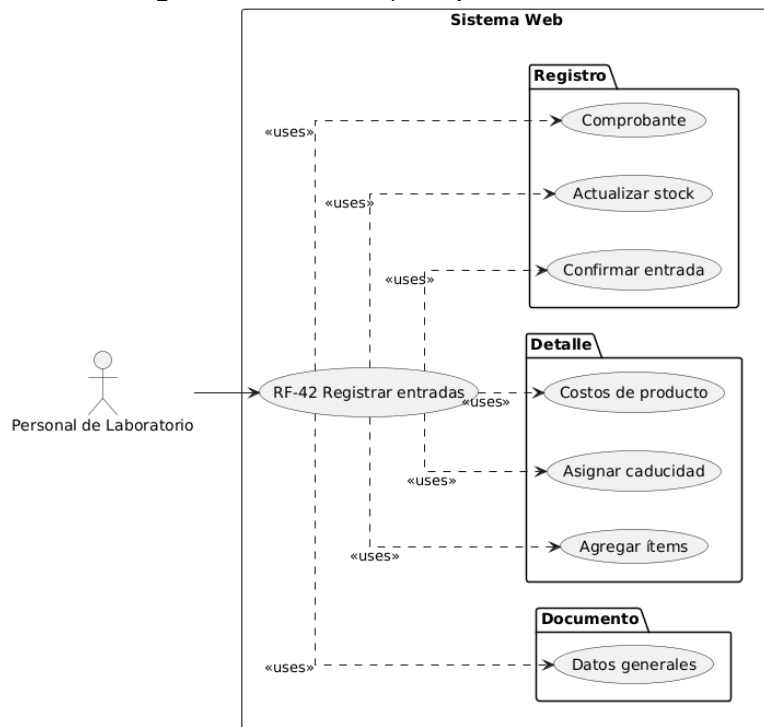 Sistema Web
Registro
«uses»
Comprobante
Actualizar stock
«uses»
Confirmar entrada
«uses»
Detalle
Personal de Laboratorio
RF-42 Registrar entradas
«uses»
Costos de producto
Asignar caducidad
«uses»
Agregar ítems
«uses»
Documento
Datos generales
«uses»